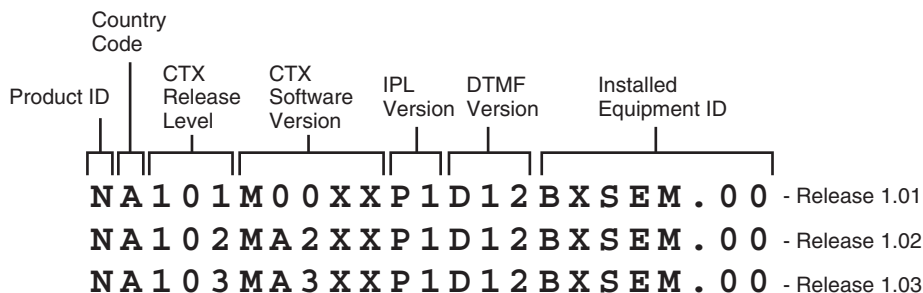 Country
Code
Product ID
CTX
Release
Level
CTX
Software
Version
IPL
Version
DTMF
Version
Installed
Equipment ID
NA101M00XXP1D12BXSEM.00 - Release 1.01
NA102MA2XXP1D12BXSEM.00 - Release 1.02
NA103MA3XXP1D12BXSEM.00 - Release 1.03